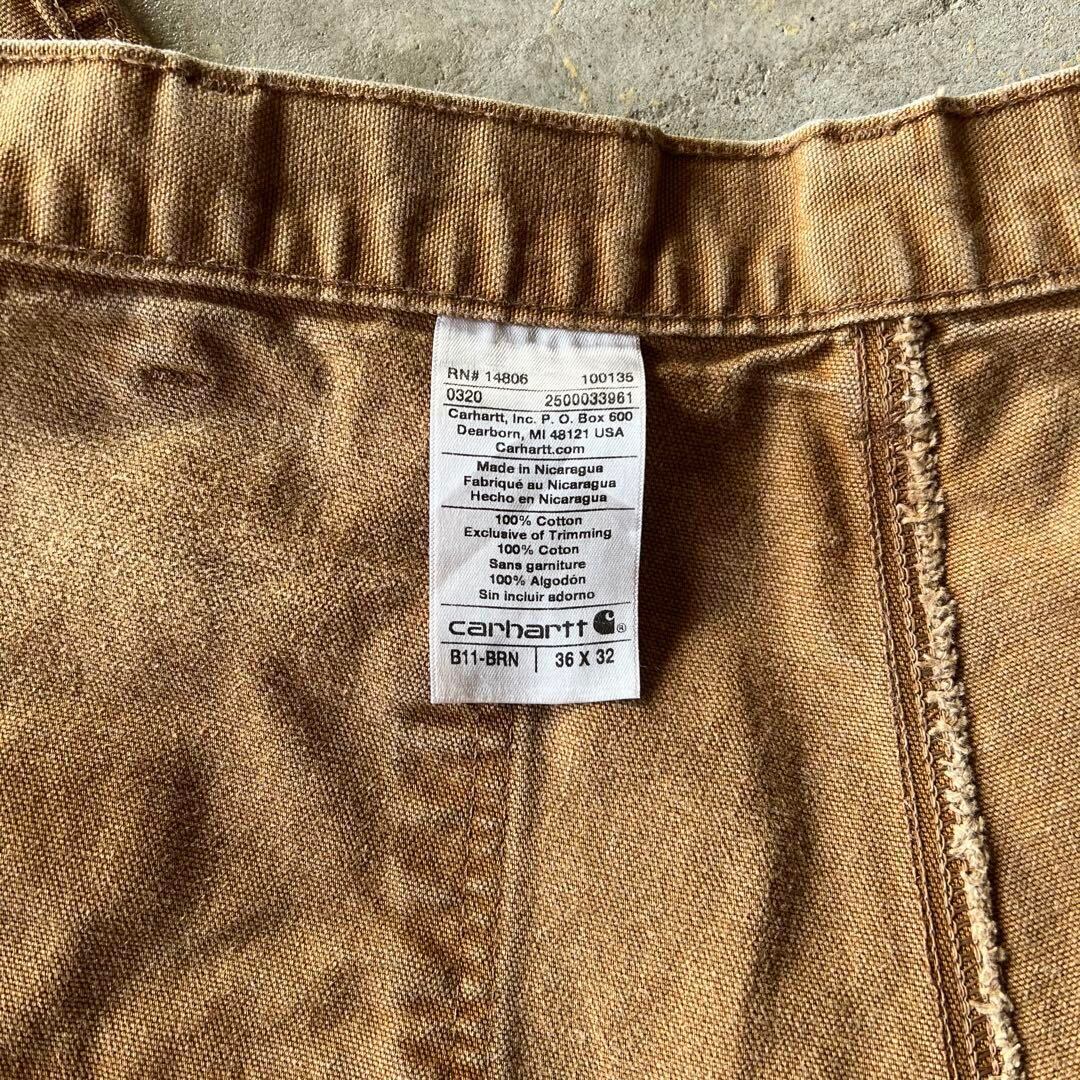 RN# 14806 100135
0320 2500033961
Carhartt, Inc. P. O. Box 600
Dearborn, MI 48121 USA
Carhartt.com
Made in Nicaragua
Fabriqué au Nicaragua
Hecho en Nicaragua
100% Cotton
Exclusive of Trimming
100% Coton
Sans garniture
100% Algodón
Sin incluir adorno
carhartt ®
B11-BRN | 36 X 32